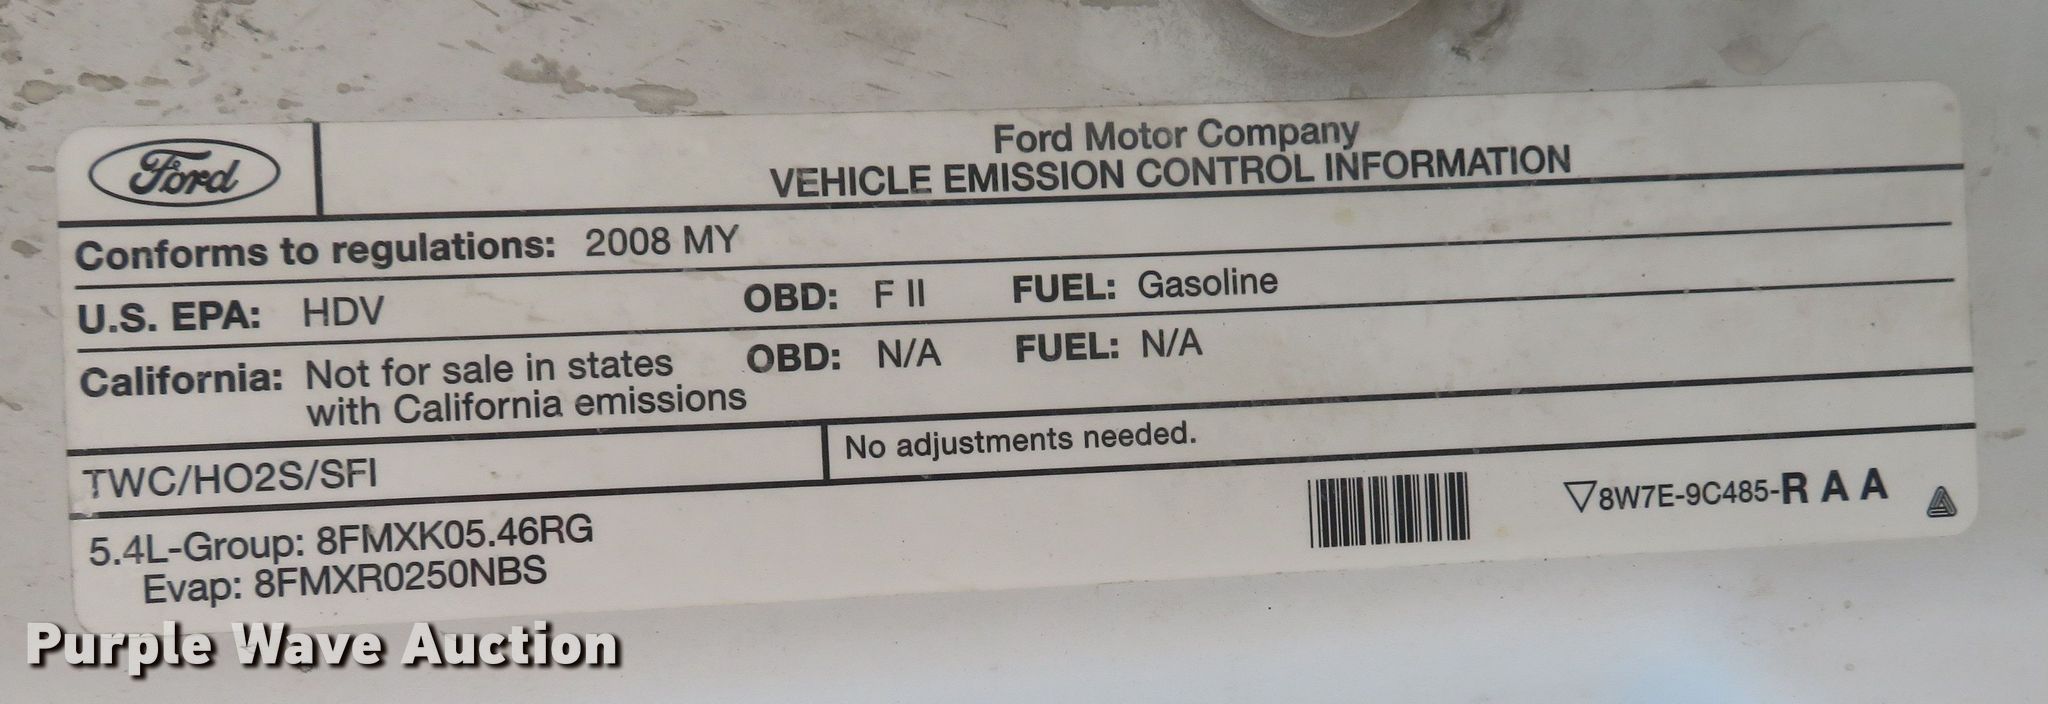 Ford
Ford Motor Company
VEHICLE EMISSION CONTROL INFORMATION
Conforms to regulations: 2008 MY
U.S. EPA: HDV OBD: F II FUEL: Gasoline
California: Not for sale in states OBD: N/A FUEL: N/A
with California emissions
TWC/HO2S/SFI
No adjustments needed.
5.4L-Group: 8FMXK05.46RG
Evap: 8FMXR0250NBS
▽8W7E-9C485-R A A
Purple Wave Auction